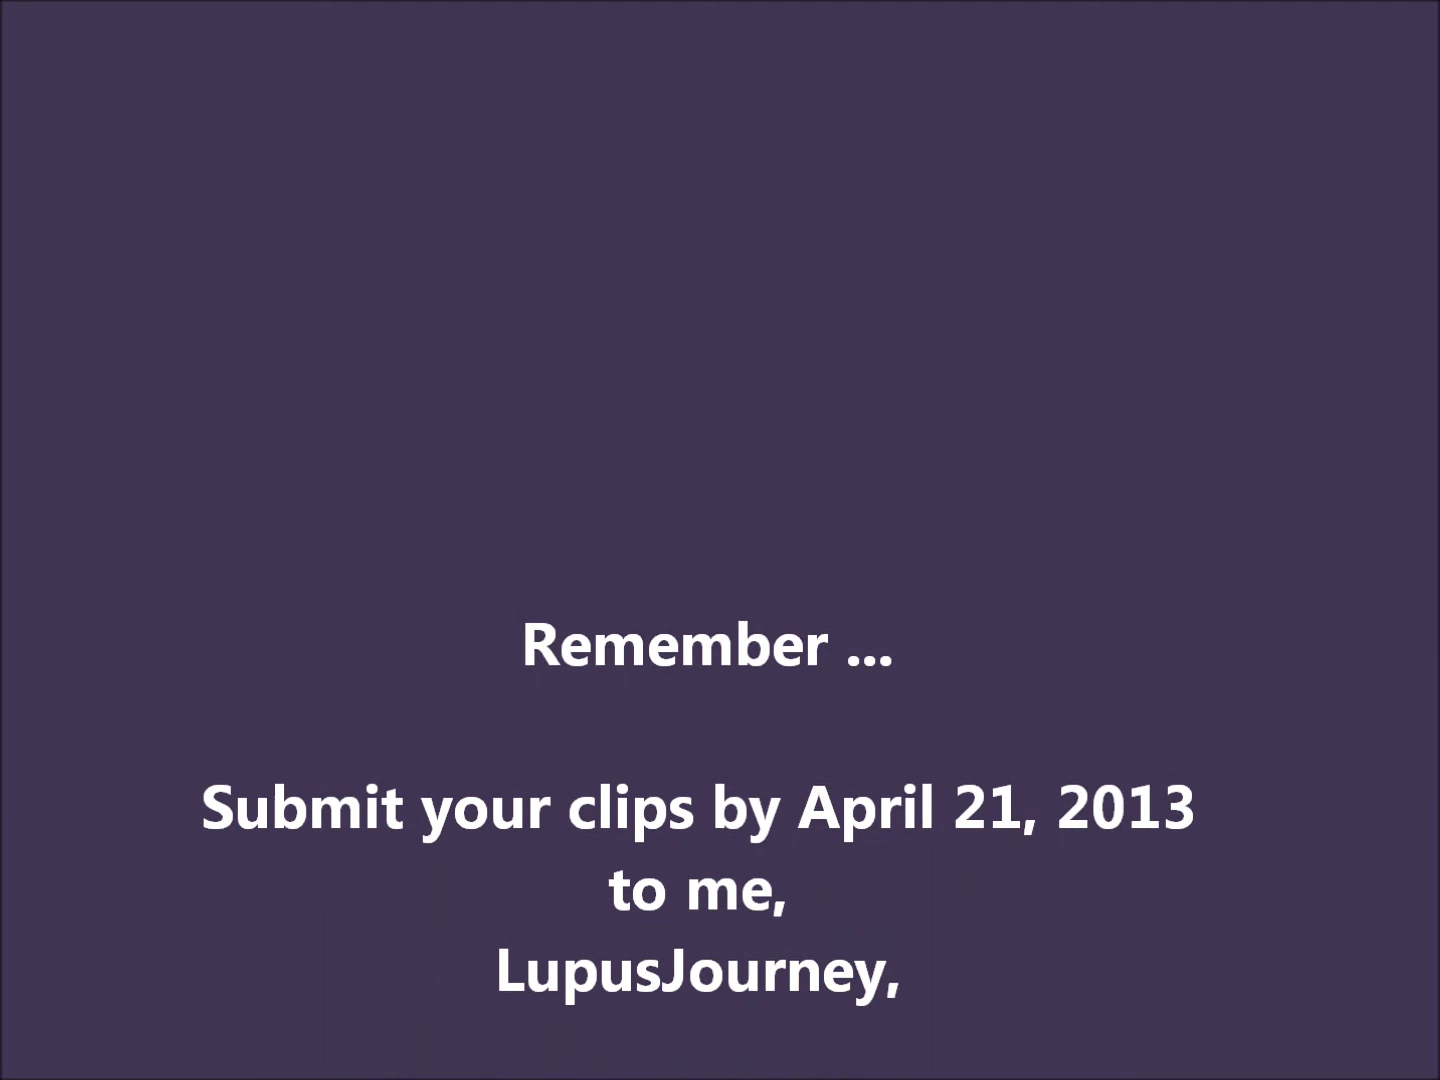 Remember ...
Submit your clips by April 21, 2013
to me,
LupusJourney,